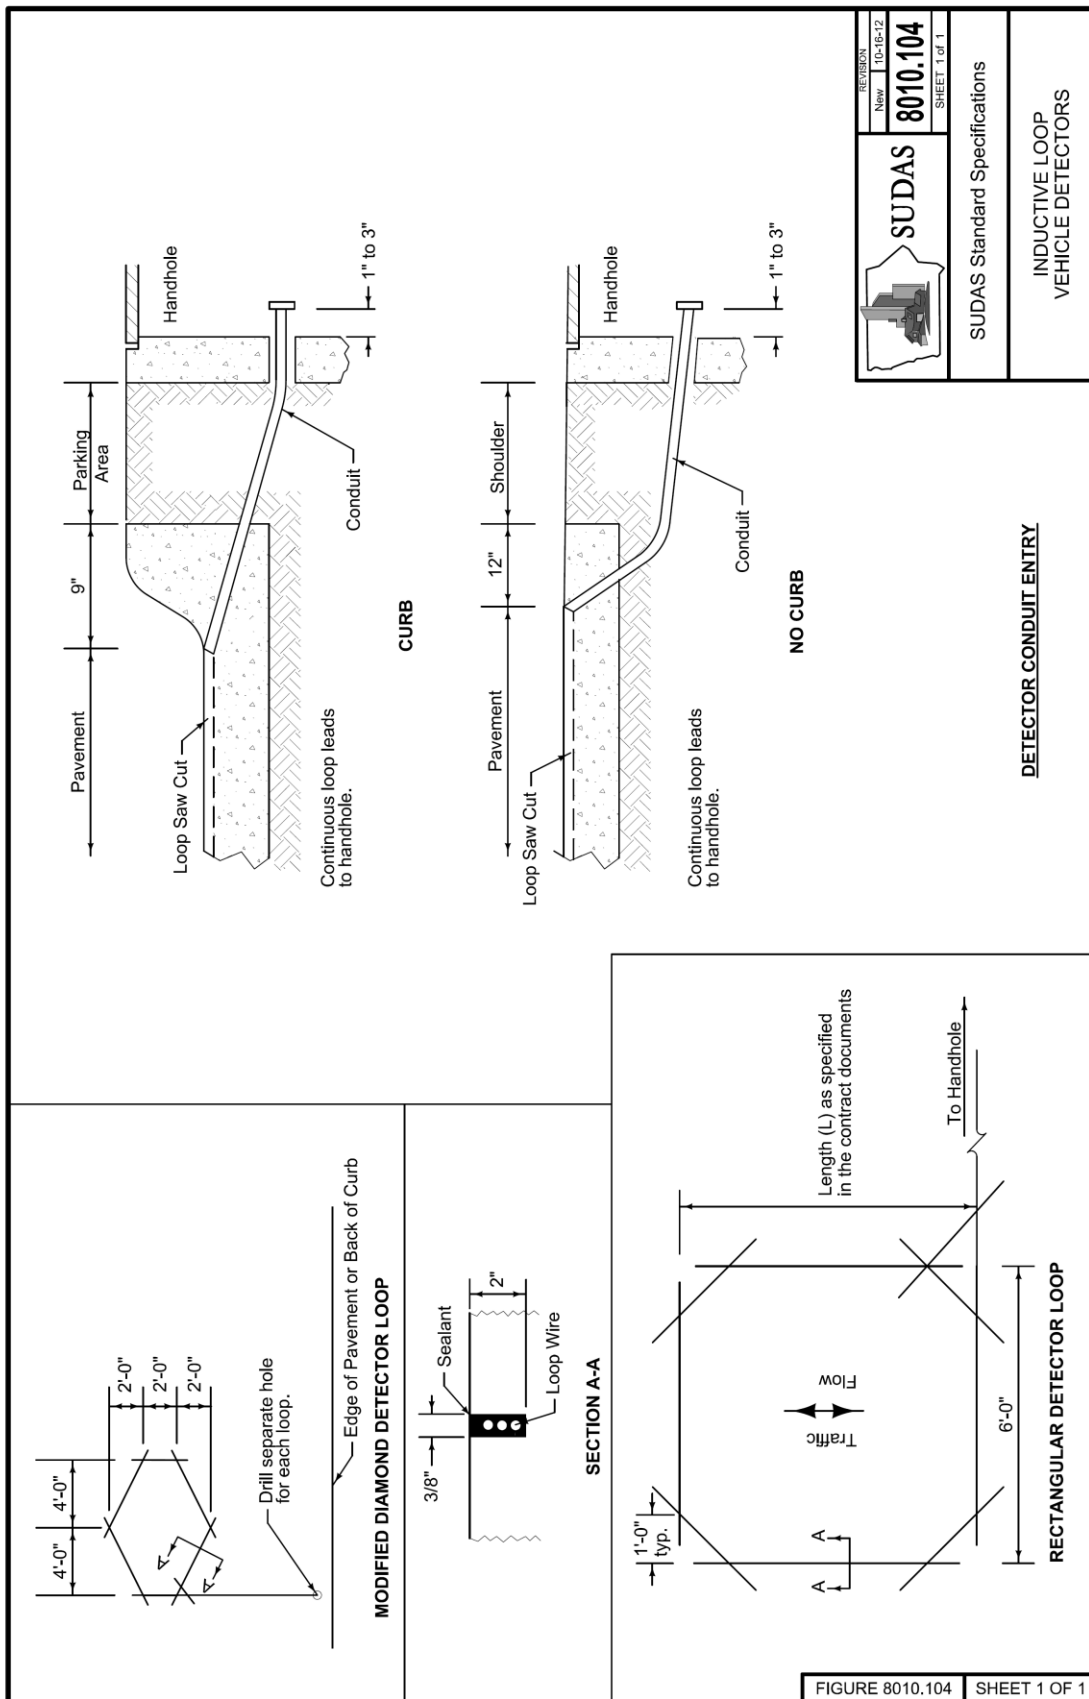 MODIFIED DIAMOND DETECTOR LOOP
4'-0"
4'-0"
2'-0"
2'-0"
2'-0"
A
A
Drill separate hole
for each loop.
Edge of Pavement or Back of Curb
SECTION A-A
3/8"
Sealant
2"
Loop Wire
RECTANGULAR DETECTOR LOOP
1'-0"
typ.
A
A
Traffic
Flow
6'-0"
Length (L) as specified
in the contract documents
To Handhole
Pavement
9"
Parking
Area
Handhole
1" to 3"
Loop Saw Cut
Conduit
Continuous loop leads
to handhole.
CURB
Pavement
12"
Shoulder
Handhole
1" to 3"
Loop Saw Cut
Conduit
Continuous loop leads
to handhole.
NO CURB
DETECTOR CONDUIT ENTRY
SUDAS
REVISION
New 10-16-12
8010.104
SHEET 1 of 1
SUDAS Standard Specifications
INDUCTIVE LOOP
VEHICLE DETECTORS
FIGURE 8010.104 SHEET 1 OF 1